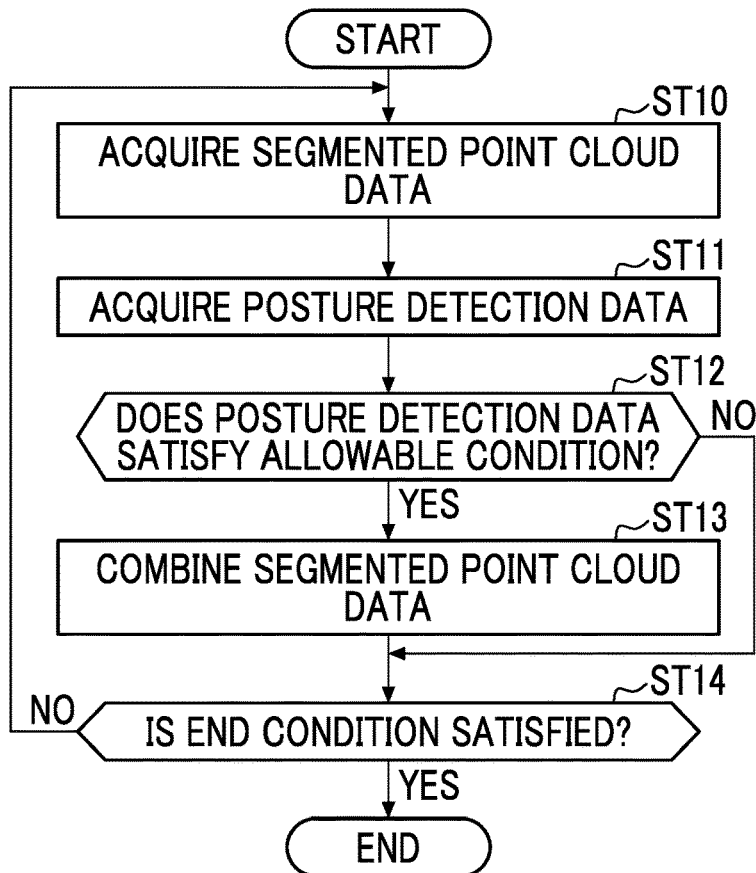 START
ST10
ACQUIRE SEGMENTED POINT CLOUD
DATA
ST11
ACQUIRE POSTURE DETECTION DATA
ST12
DOES POSTURE DETECTION DATA
SATISFY ALLOWABLE CONDITION?
NO
YES
ST13
COMBINE SEGMENTED POINT CLOUD
DATA
ST14
NO
IS END CONDITION SATISFIED?
YES
END